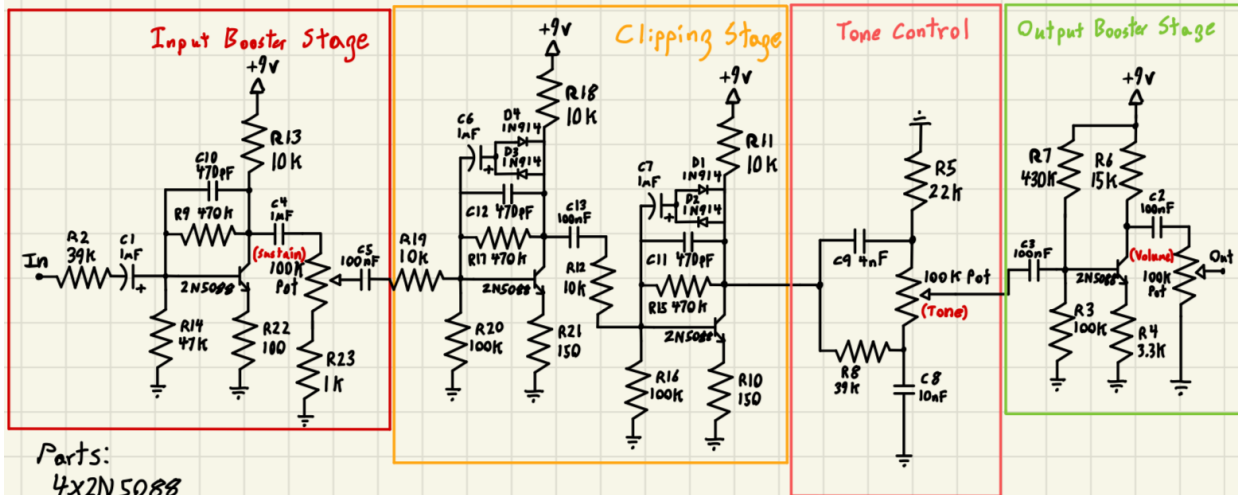 Input Booster Stage
+9v
R13
10K
C10
470pF
R9 470K
C4
1mF
R2
39K
C1
1mF
+
In
2N5088
(Sustain)
100K
Pot
C5
100nF
R14
47K
R22
100
R23
1K
Clipping Stage
+9v
R18
10K
C6
1mF
+
D4
1N914
D3
1N914
C12 470pF
R17 470K
C13
100nF
R19
10K
2N5088
R12
10K
R20
100K
R21
150
+9v
R11
10K
C7
1mF
+
D1
1N914
D2
1N914
C11 470pF
R15 470K
2N5088
R16
100K
R10
150
Tone Control
R5
22K
C9 4nF
100K Pot
(Tone)
R8
39K
C8
10nF
Output Booster Stage
+9v
R7
430K
R6
15K
C2
100nF
C3
100nF
2N5088
(Volume)
100K
Pot
Out
R3
100K
R4
3.3K
Parts:
4x2N5088